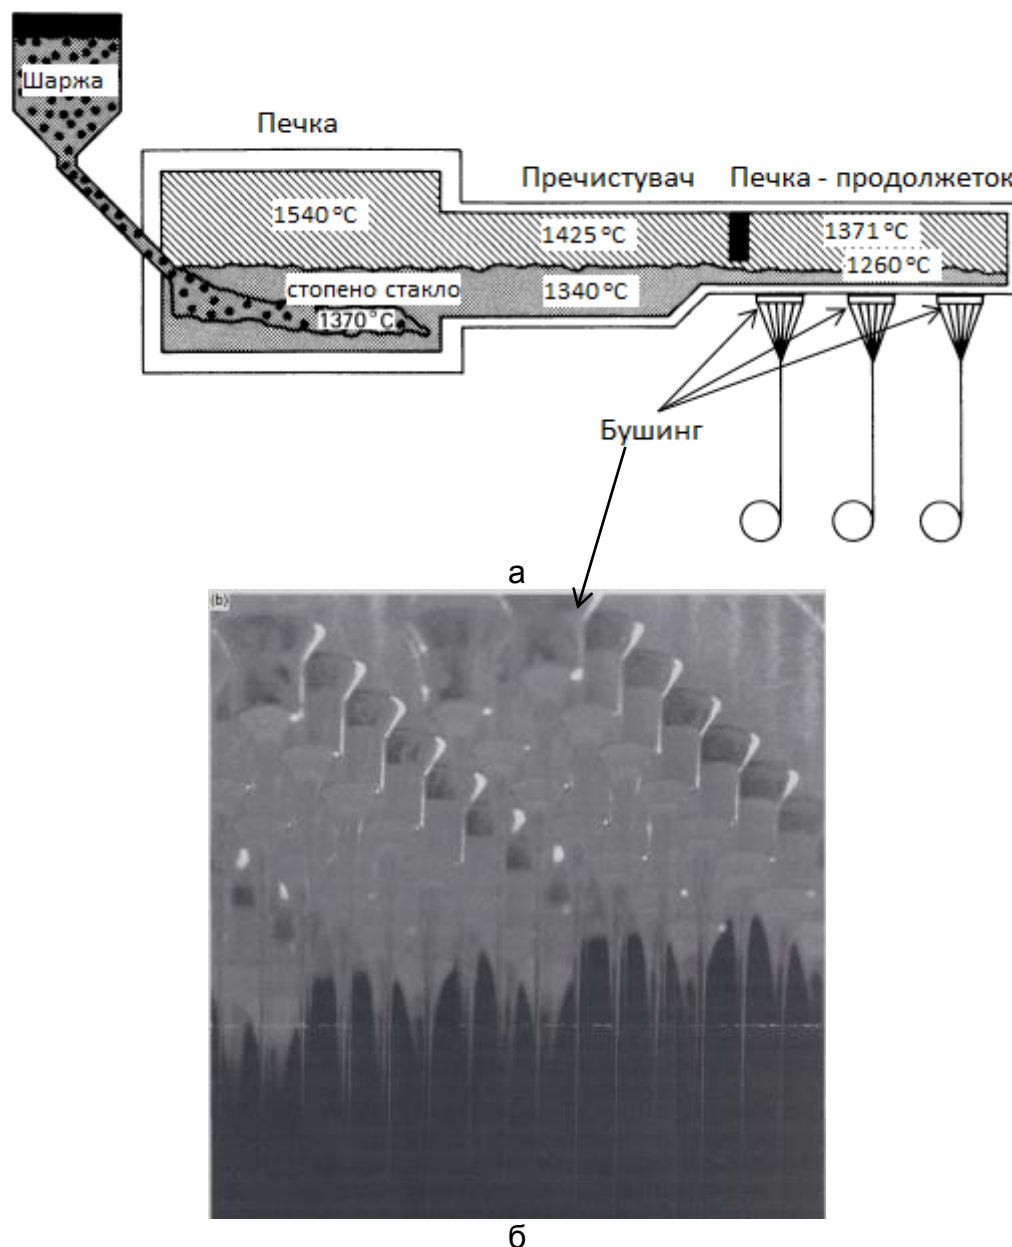 Шаржа
Печка
Пречистувач
Печка - продолжеток
1540 °C
1425 °C
1371 °C
1260 °C
стопено стакло
1340 °C
1370 °C
Бушинг
а
(b)
б